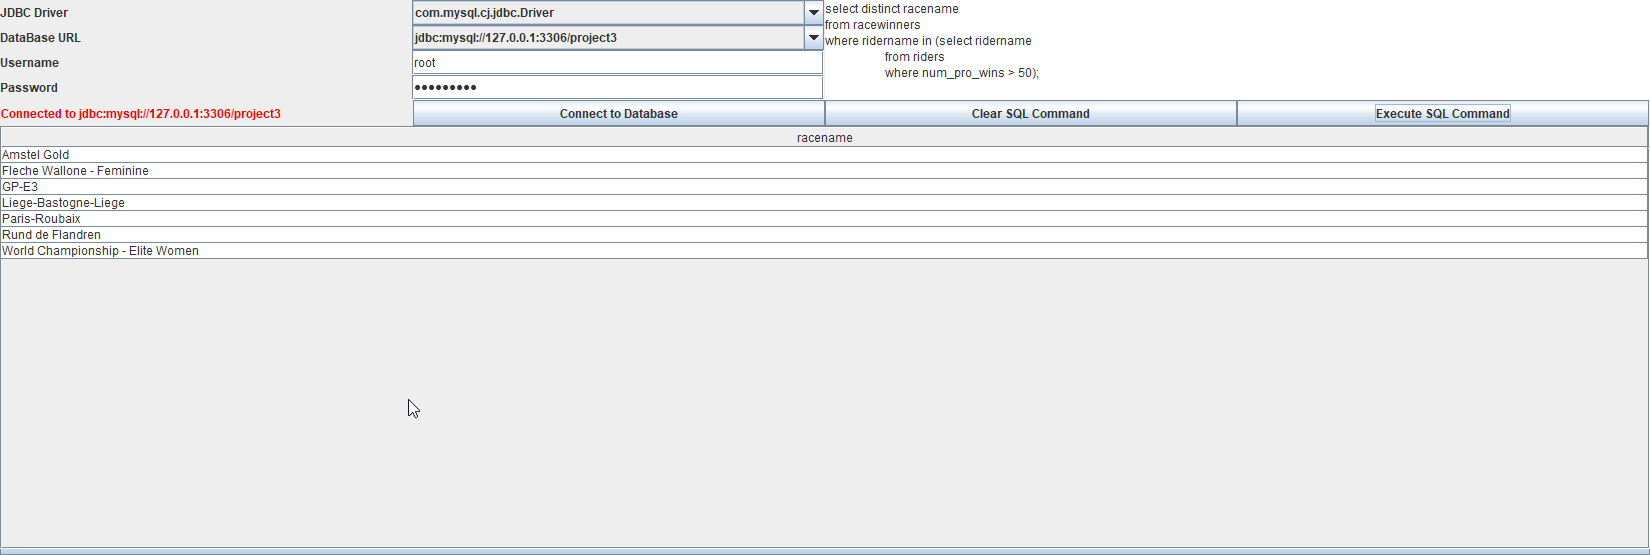 JDBC Driver
com.mysql.cj.jdbc.Driver
DataBase URL
jdbc:mysql://127.0.0.1:3306/project3
Username
root
Password
●●●●●●●●●
select distinct racename
from racewinners
where ridername in (select ridername
from riders
where num_pro_wins > 50);
Connected to jdbc:mysql://127.0.0.1:3306/project3
Connect to Database
Clear SQL Command
Execute SQL Command
racename
Amstel Gold
Fleche Wallone - Feminine
GP-E3
Liege-Bastogne-Liege
Paris-Roubaix
Rund de Flandren
World Championship - Elite Women